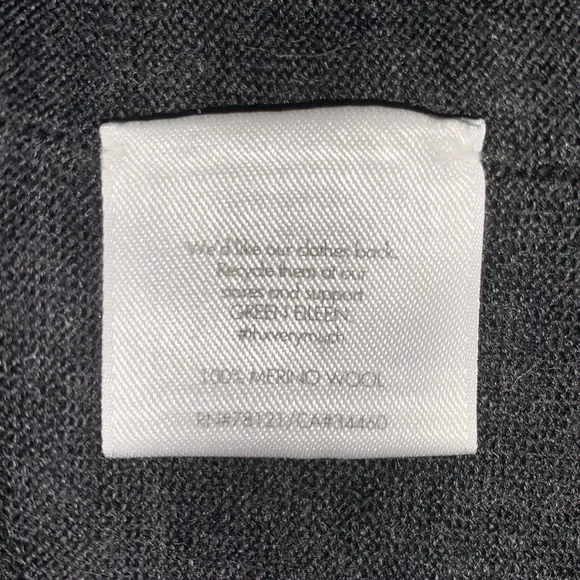 We'd like our clothes back.
Recycle them at our
stores and support
GREEN EILEEN.
#thxverymuch
100% MERINO WOOL
RN#78121/CA#34460